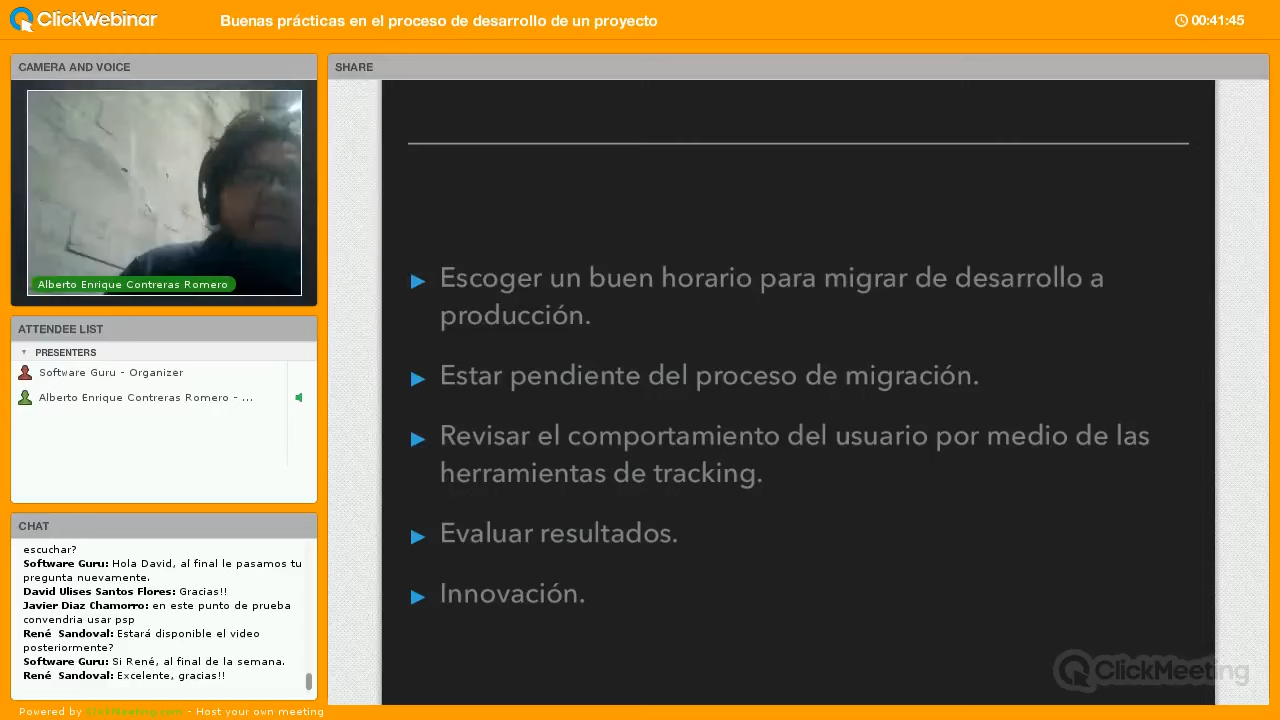 ClickWebinar
Buenas prácticas en el proceso de desarrollo de un proyecto
00:41:45
CAMERA AND VOICE
Alberto Enrique Contreras Romero
ATTENDEE LIST
PRESENTERS
Software Guru - Organizer
Alberto Enrique Contreras Romero - ...
CHAT
escuchar?
Software Guru: Hola David, al final le pasamos tu
pregunta nuevamente.
David Ulises Santos Flores: Gracias!!
Javier Diaz Chamorro: en este punto de prueba
convendria usar psp
René Sandoval: Estará disponible el video
posteriormente?
Software Guru: Si René, al final de la semana.
René Sandoval: Excelente, gracias!!
Powered by ClickMeeting.com - Host your own meeting
SHARE
Escoger un buen horario para migrar de desarrollo a
producción.
Estar pendiente del proceso de migración.
Revisar el comportamiento del usuario por medio de las
herramientas de tracking.
Evaluar resultados.
Innovación.
ClickMeeting